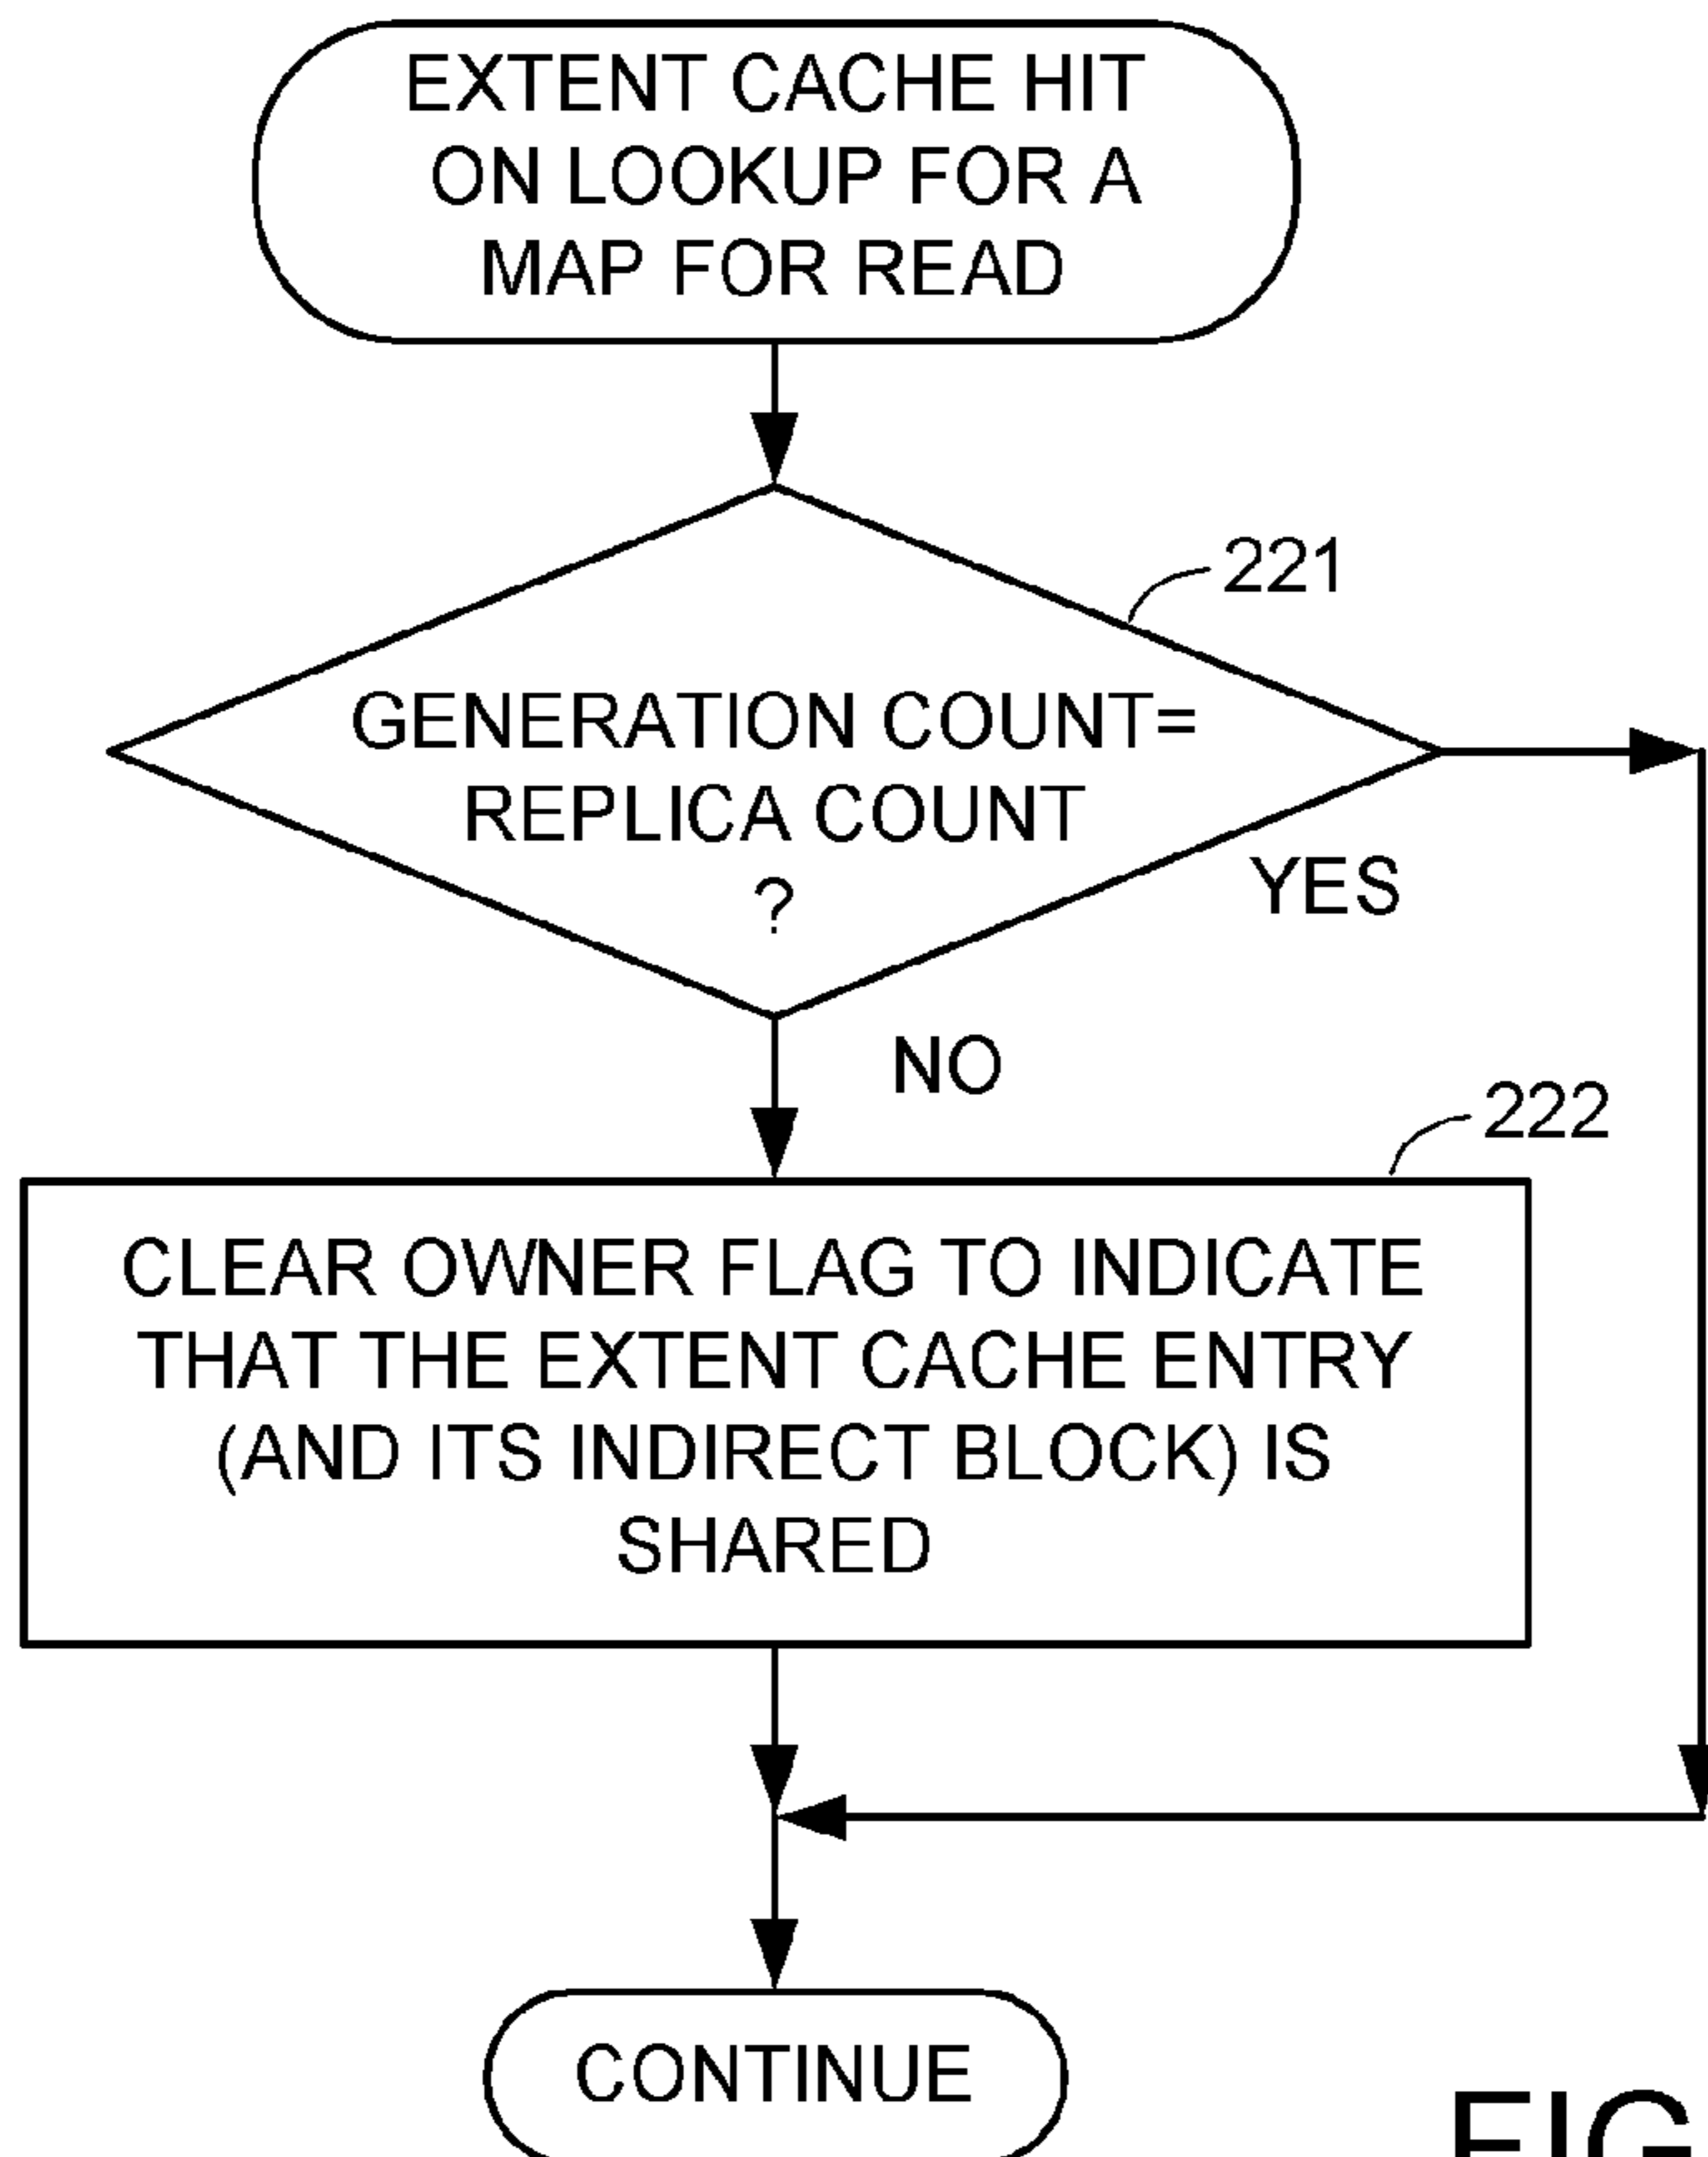 EXTENT CACHE HIT
ON LOOKUP FOR A
MAP FOR READ
221
GENERATION COUNT=
REPLICA COUNT
?
YES
NO
222
CLEAR OWNER FLAG TO INDICATE
THAT THE EXTENT CACHE ENTRY
(AND ITS INDIRECT BLOCK) IS
SHARED
CONTINUE
FIG